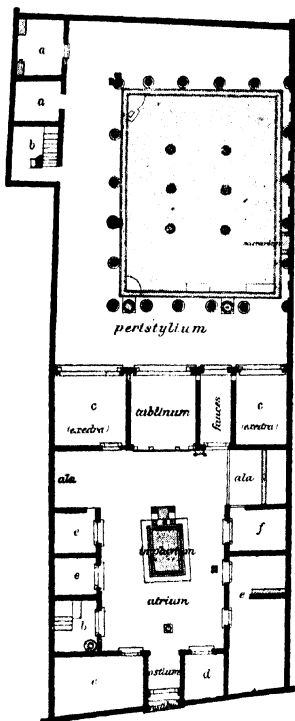 a
a
b
peristylium
c
(exedra)
tablinum
fauces
c
(exedra)
ala
ala
e
f
impluvium
e
e
atrium
b
ostium
d